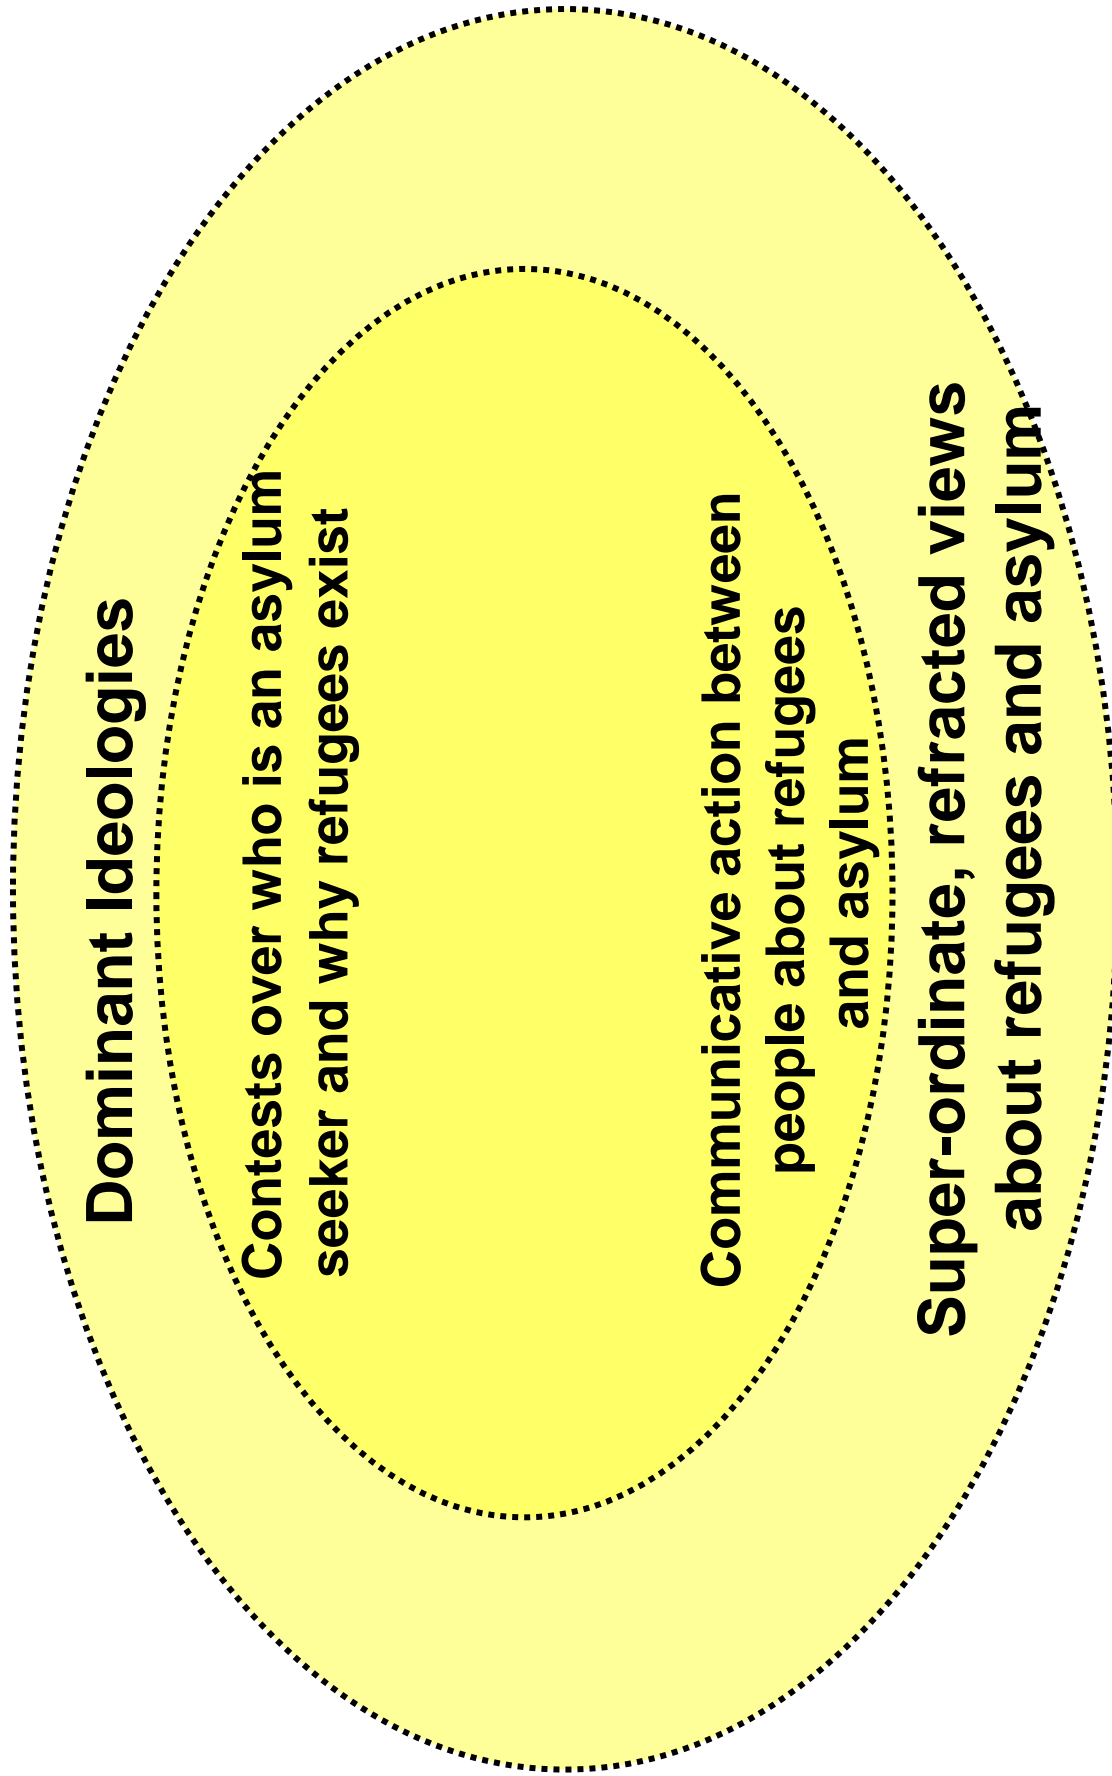 Dominant Ideologies
Contests over who is an asylum
seeker and why refugees exist
Communicative action between
people about refugees
and asylum
Super-ordinate, refracted views
about refugees and asylum